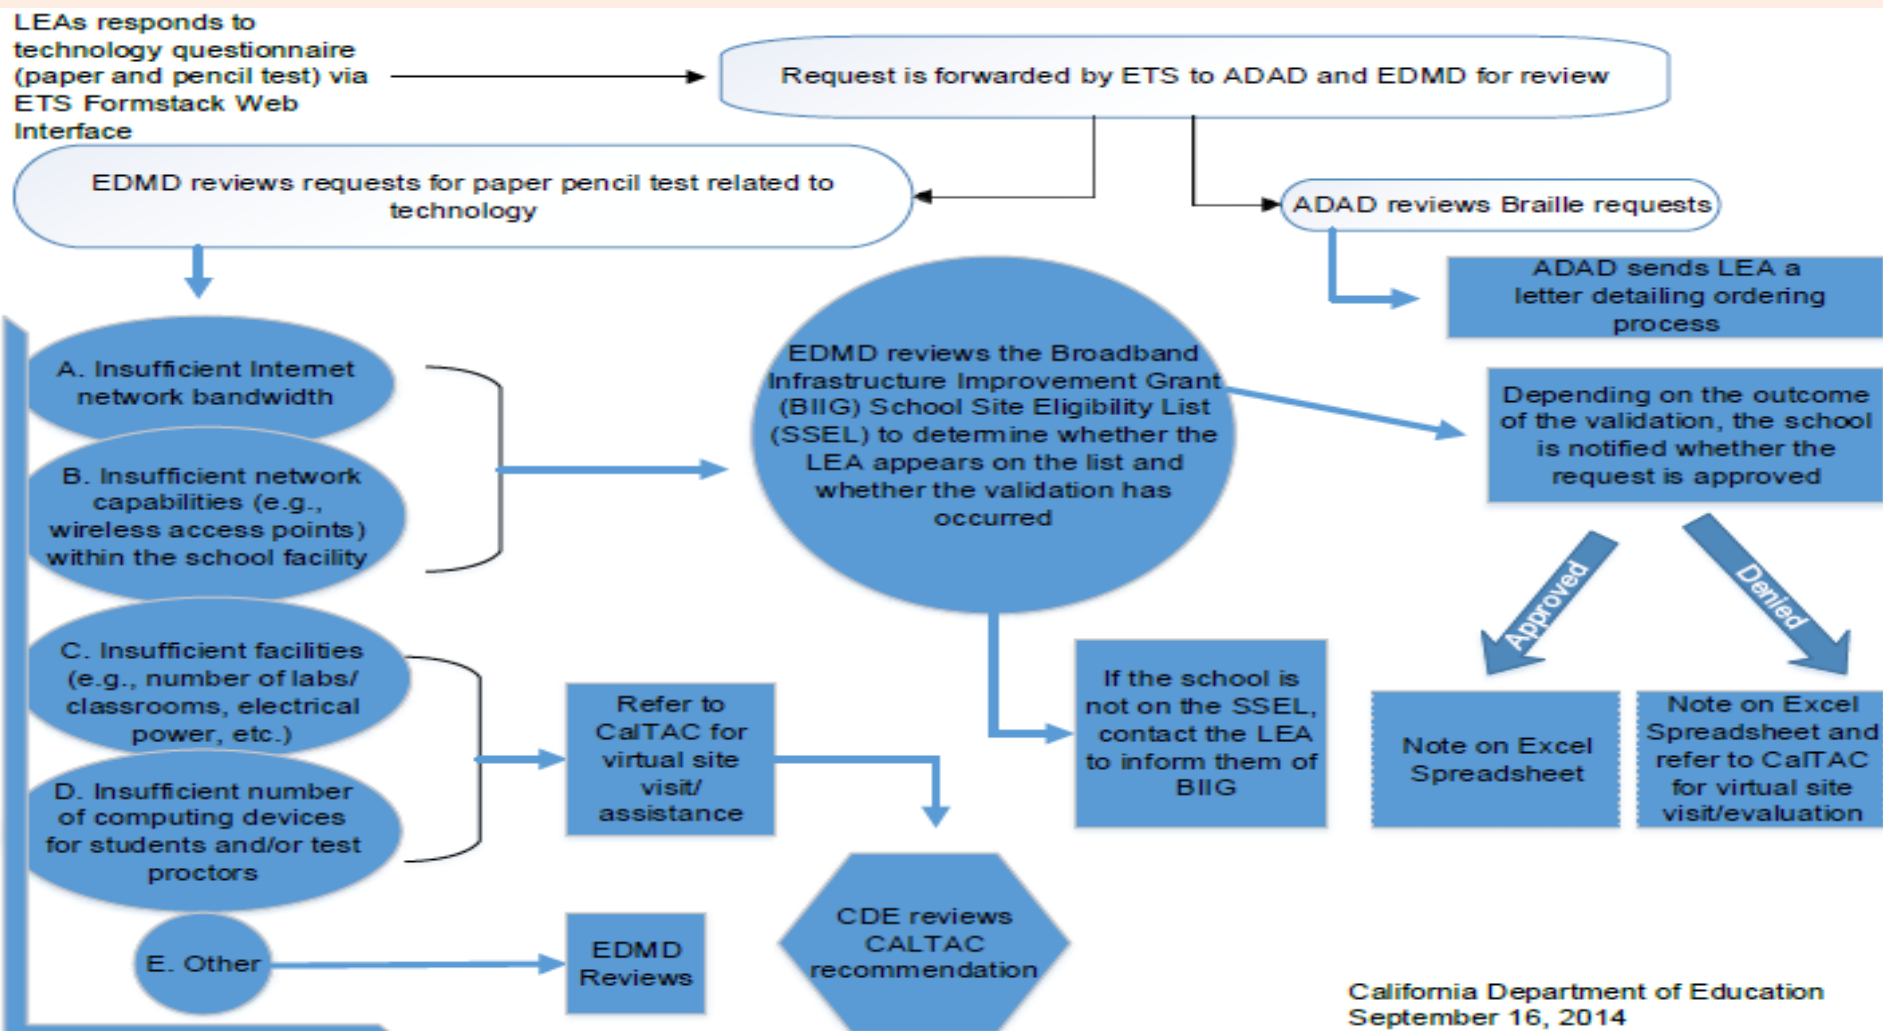 LEAs responds to
technology questionnaire
(paper and pencil test) via
ETS Formstack Web
Interface
Request is forwarded by ETS to ADAD and EDMD for review
EDMD reviews requests for paper pencil test related to
technology
ADAD reviews Braille requests
ADAD sends LEA a
letter detailing ordering
process
A. Insufficient Internet
network bandwidth
B. Insufficient network
capabilities (e.g.,
wireless access points)
within the school facility
C. Insufficient facilities
(e.g., number of labs/
classrooms, electrical
power, etc.)
D. Insufficient number
of computing devices
for students and/or test
proctors
E. Other
EDMD reviews the Broadband
Infrastructure Improvement Grant
(BIIG) School Site Eligibility List
(SSEL) to determine whether the
LEA appears on the list and
whether the validation has
occurred
Depending on the outcome
of the validation, the school
is notified whether the
request is approved
Approved
Denied
Refer to
CalTAC for
virtual site
visit/
assistance
If the school is
not on the SSEL,
contact the LEA
to inform them of
BIIG
Note on Excel
Spreadsheet
Note on Excel
Spreadsheet and
refer to CalTAC
for virtual site
visit/evaluation
EDMD
Reviews
CDE reviews
CALTAC
recommendation
California Department of Education
September 16, 2014